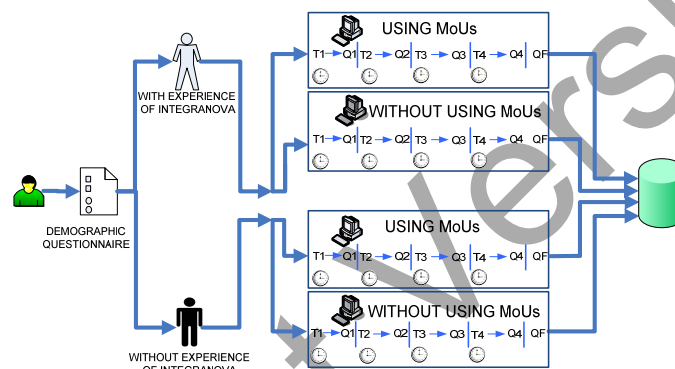 USING MoUs
T1 Q1 T2 Q2 T3 Q3 T4 Q4 QF
WITH EXPERIENCE
OF INTEGRANOVA
WITHOUT USING MoUs
T1 Q1 T2 Q2 T3 Q3 T4 Q4 QF
DEMOGRAPHIC
QUESTIONNAIRE
USING MoUs
T1 Q1 T2 Q2 T3 Q3 T4 Q4 QF
WITHOUT USING MoUs
T1 Q1 T2 Q2 T3 Q3 T4 Q4 QF
WITHOUT EXPERIENCE
OF INTEGRANOVA